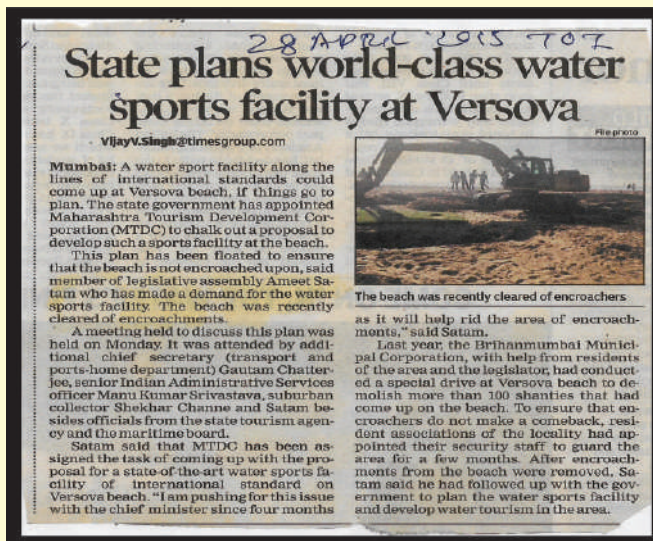 28 APRIL 2015 TOI
State plans world-class water
sports facility at Versova
VijayV.Singh@timesgroup.com
File photo
Mumbai: A water sport facility along the
lines of international standards could
come up at Versova beach, if things go to
plan. The state government has appointed
Maharashtra Tourism Development Cor-
poration (MTDC) to chalk out a proposal to
develop such a sports facility at the beach.
This plan has been floated to ensure
that the beach is not encroached upon, said
member of legislative assembly Ameet Sa-
tam who has made a demand for the water
sports facility. The beach was recently
cleared of encroachments.
A meeting held to discuss this plan was
held on Monday. It was attended by addi-
tional chief secretary (transport and
ports-home department) Gautam Chatter-
jee, senior Indian Administrative Services
officer Manu Kumar Srivastava, suburban
collector Shekhar Channe and Satam be-
sides officials from the state tourism agen-
cy and the maritime board.
Satam said that MTDC has been as-
signed the task of coming up with the pro-
posal for a state-of-the-art water sports fa-
cility of international standard on
Versova beach. “I am pushing for this issue
with the chief minister since four months
The beach was recently cleared of encroachers
as it will help rid the area of encroach-
ments,” said Satam.
Last year, the Brihanmumbai Munici-
pal Corporation, with help from residents
of the area and the legislator, had conduct-
ed a special drive at Versova beach to de-
molish more than 100 shanties that had
come up on the beach. To ensure that en-
croachers do not make a comeback, resi-
dent associations of the locality had ap-
pointed their security staff to guard the
area for a few months. After encroach-
ments from the beach were removed, Sa-
tam said he had followed up with the gov-
ernment to plan the water sports facility
and develop water tourism in the area.